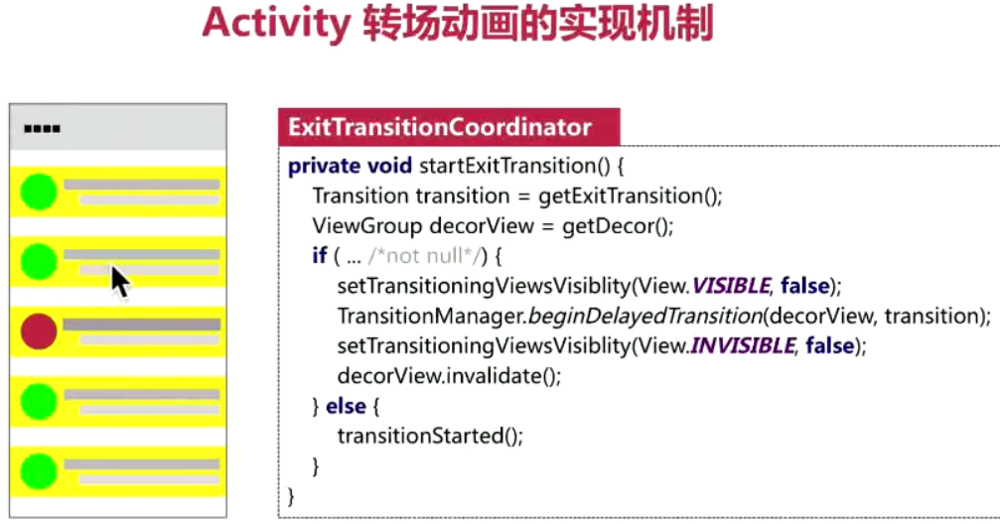 Activity 转场动画的实现机制
ExitTransitionCoordinator
private void startExitTransition() {
Transition transition = getExitTransition();
ViewGroup decorView = getDecor();
if ( ... /*not null*/) {
setTransitioningViewsVisiblity(View.VISIBLE, false);
TransitionManager.beginDelayedTransition(decorView, transition);
setTransitioningViewsVisiblity(View.INVISIBLE, false);
decorView.invalidate();
} else {
transitionStarted();
}
}